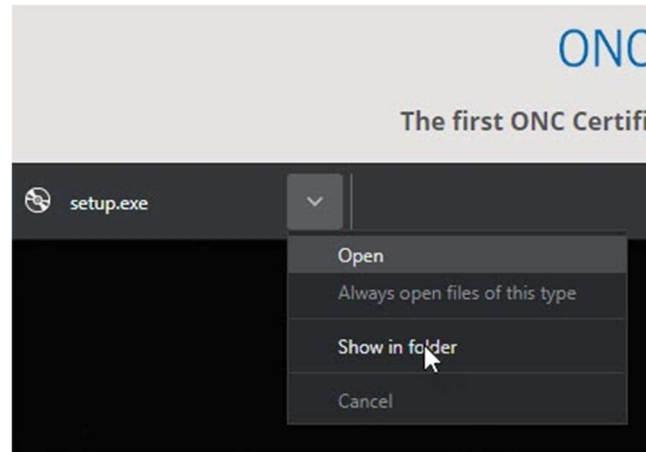 ONC
The first ONC Certifi
setup.exe
Open
Always open files of this type
Show in folder
Cancel